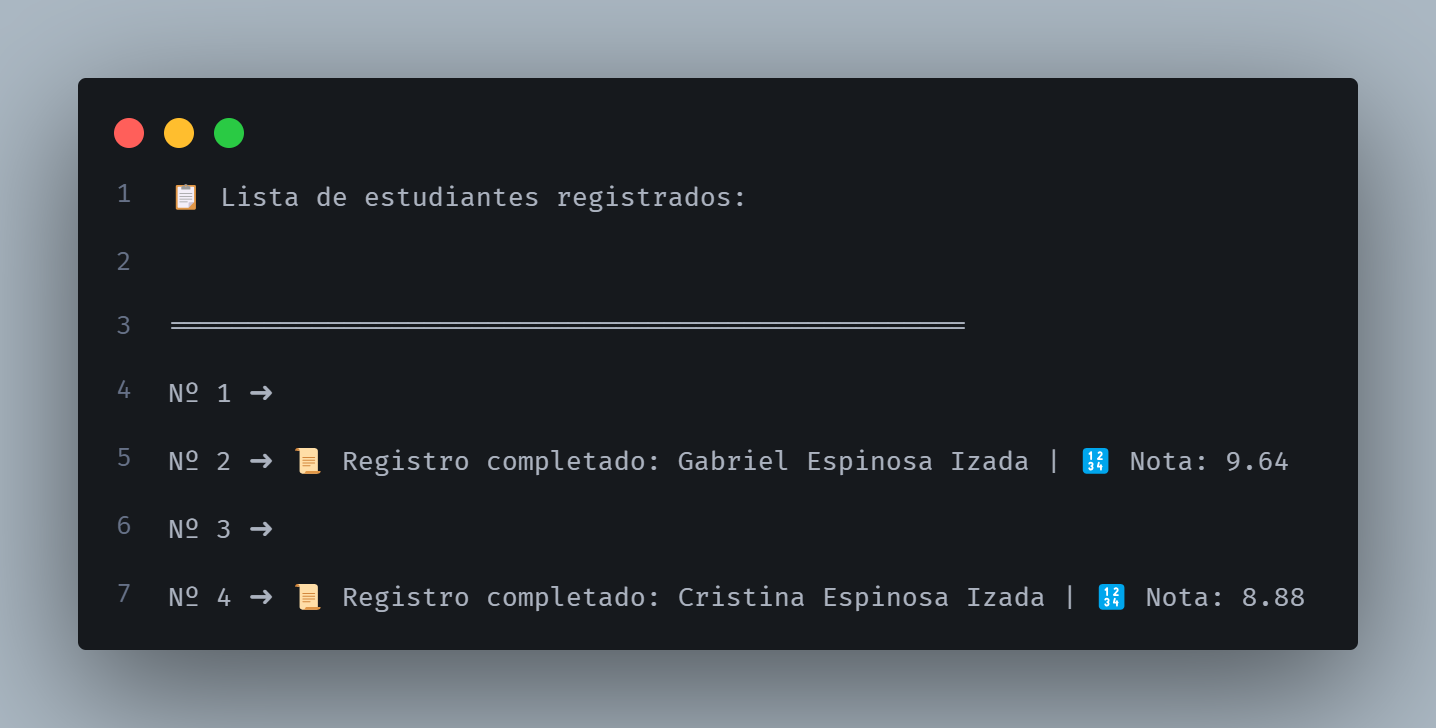 1 📋 Lista de estudiantes registrados:
2
3 ══════════════════════════════════════════════════
4 Nº 1 ➜
5 Nº 2 ➜ 📜 Registro completado: Gabriel Espinosa Izada | 🔢 Nota: 9.64
6 Nº 3 ➜
7 Nº 4 ➜ 📜 Registro completado: Cristina Espinosa Izada | 🔢 Nota: 8.88